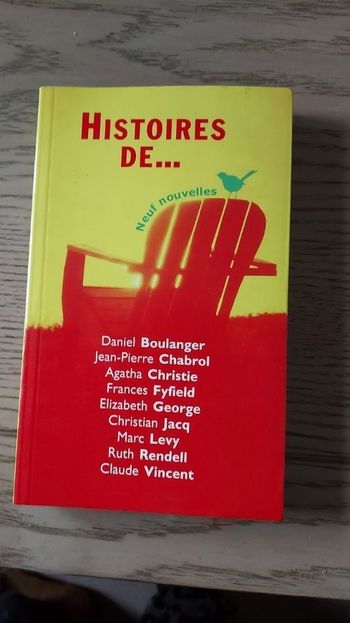 HISTOIRES
DE...
Neuf nouvelles
Daniel Boulanger
Jean-Pierre Chabrol
Agatha Christie
Frances Fyfield
Elizabeth George
Christian Jacq
Marc Levy
Ruth Rendell
Claude Vincent